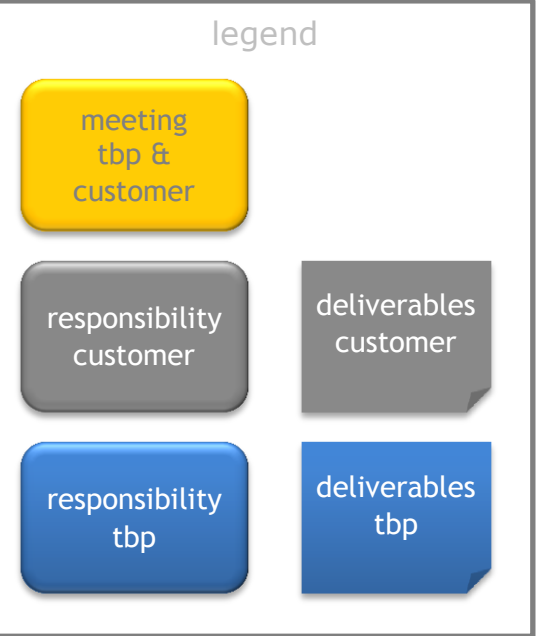 legend
meeting
tbp &
customer
responsibility
customer
deliverables
customer
responsibility
tbp
deliverables
tbp